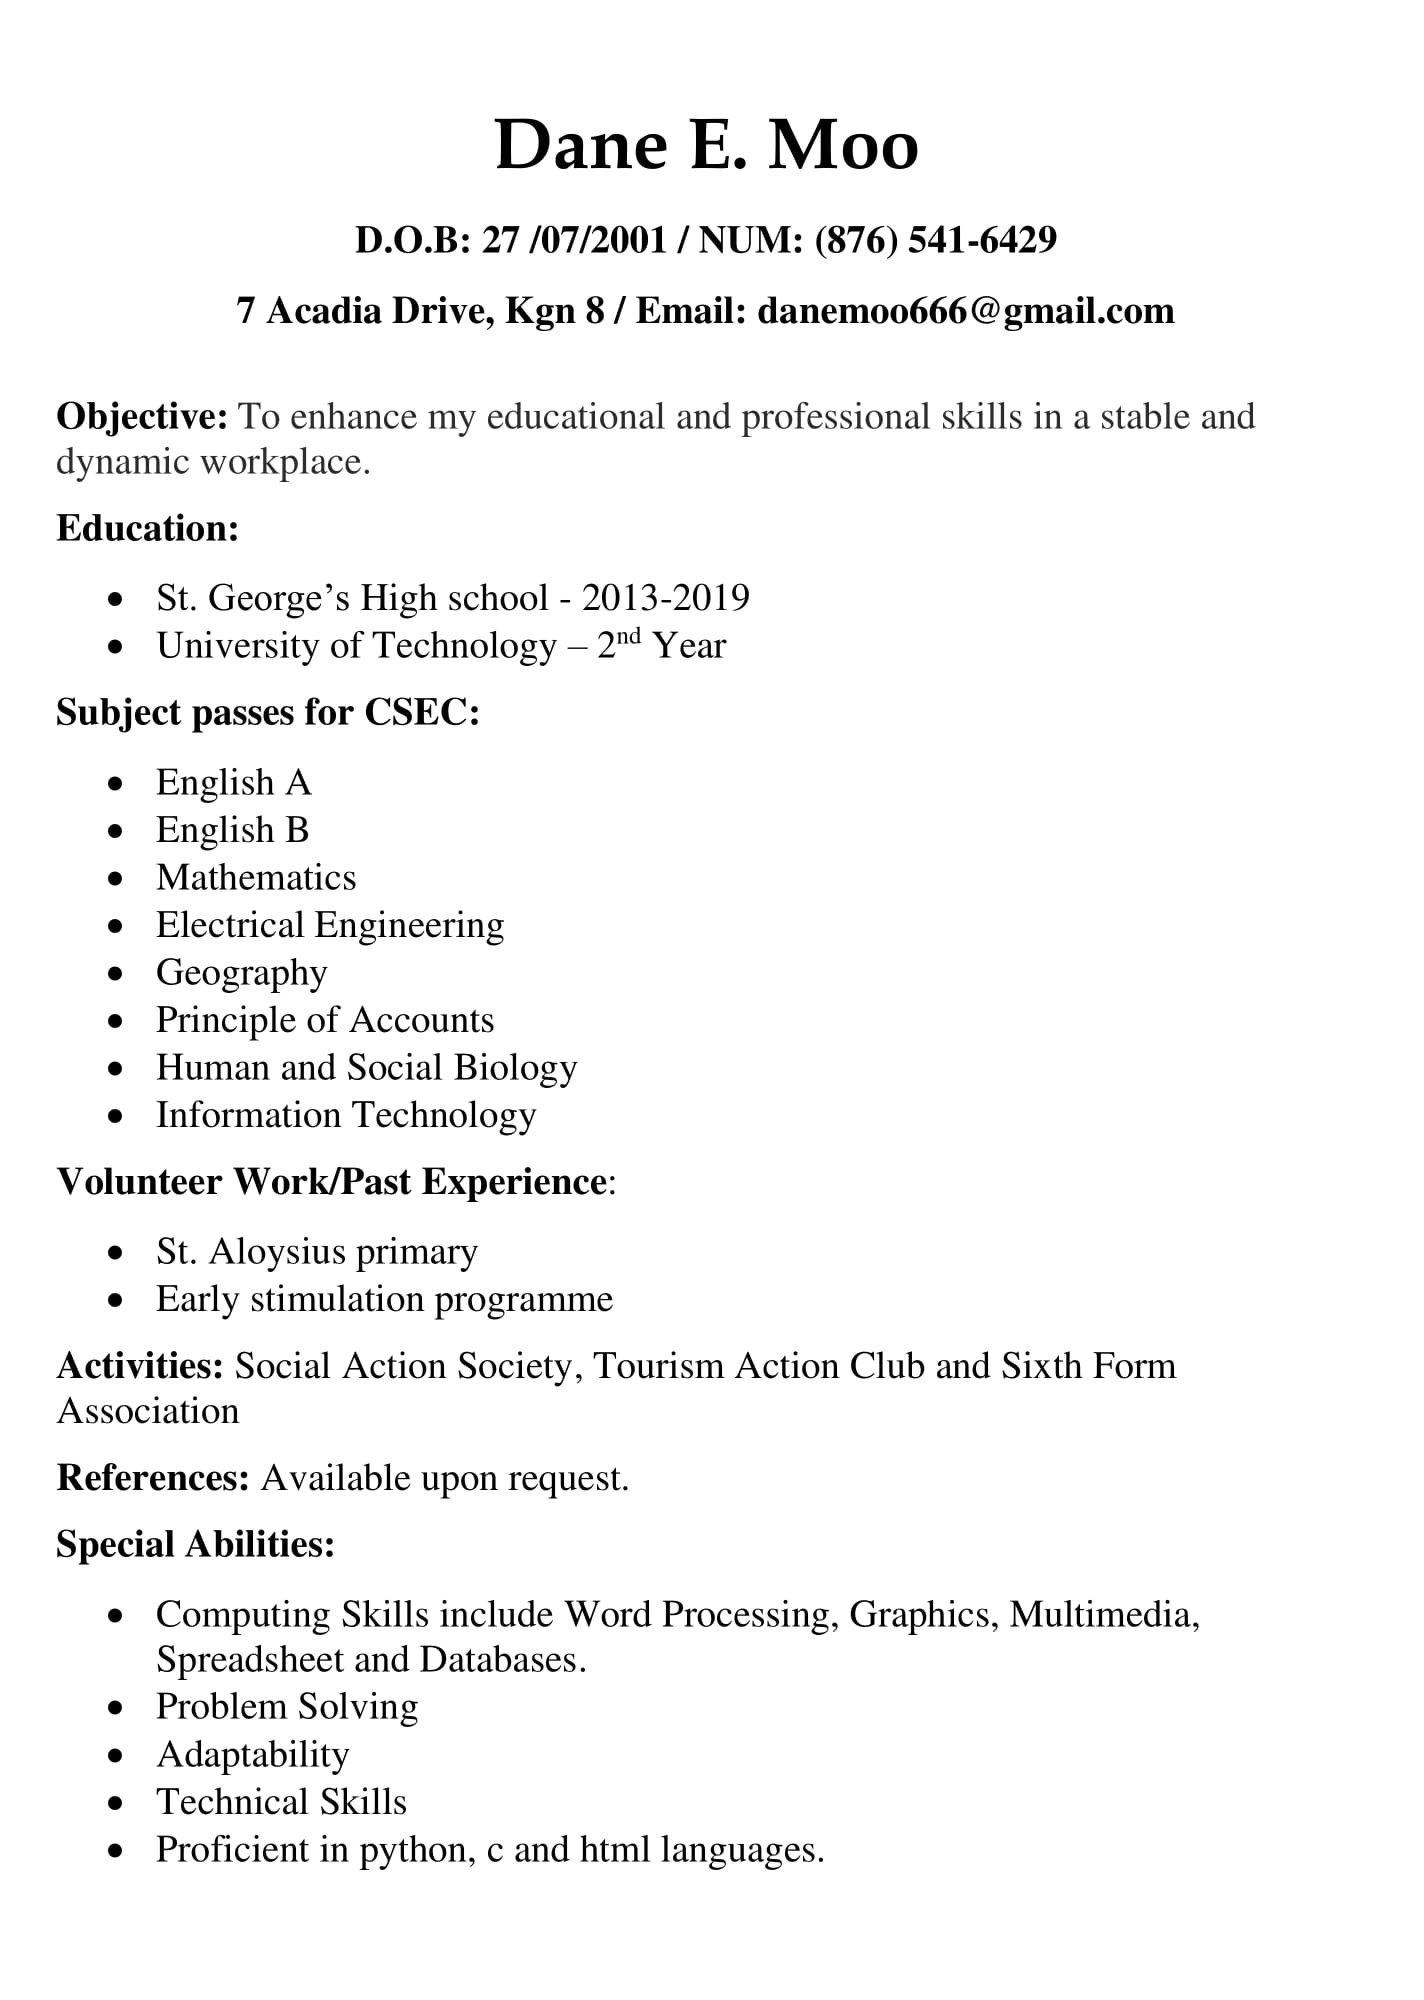 Dane E. Moo
D.O.B: 27 /07/2001 / NUM: (876) 541-6429
7 Acadia Drive, Kgn 8 / Email: danemoo666@gmail.com
Objective: To enhance my educational and professional skills in a stable and
dynamic workplace.
Education:
• St. George’s High school - 2013-2019
• University of Technology – 2nd Year
Subject passes for CSEC:
• English A
• English B
• Mathematics
• Electrical Engineering
• Geography
• Principle of Accounts
• Human and Social Biology
• Information Technology
Volunteer Work/Past Experience:
• St. Aloysius primary
• Early stimulation programme
Activities: Social Action Society, Tourism Action Club and Sixth Form
Association
References: Available upon request.
Special Abilities:
• Computing Skills include Word Processing, Graphics, Multimedia,
Spreadsheet and Databases.
• Problem Solving
• Adaptability
• Technical Skills
• Proficient in python, c and html languages.